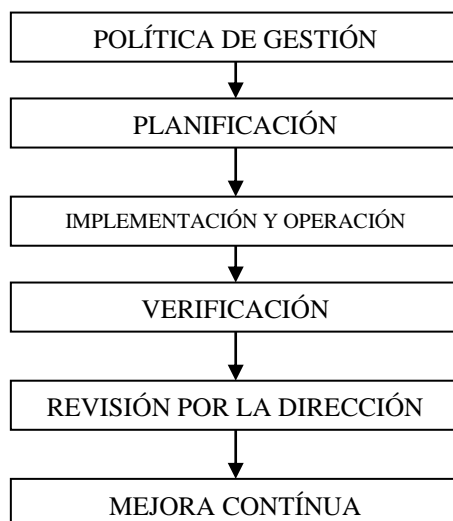 POLÍTICA DE GESTIÓN
PLANIFICACIÓN
IMPLEMENTACIÓN Y OPERACIÓN
VERIFICACIÓN
REVISIÓN POR LA DIRECCIÓN
MEJORA CONTÍNUA